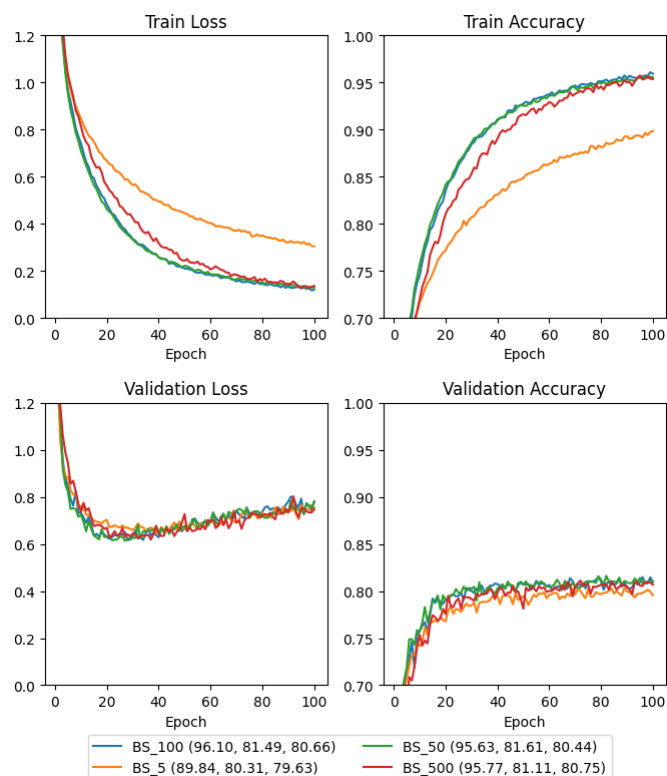 Train Loss
Train Accuracy
1.2
1.0
0.8
0.6
0.4
0.2
0.0
0 20 40 60 80 100
Epoch
1.00
0.95
0.90
0.85
0.80
0.75
0.70
0 20 40 60 80 100
Epoch
Validation Loss
Validation Accuracy
1.2
1.0
0.8
0.6
0.4
0.2
0.0
0 20 40 60 80 100
Epoch
1.00
0.95
0.90
0.85
0.80
0.75
0.70
0 20 40 60 80 100
Epoch
BS_100 (96.10, 81.49, 80.66)
BS_5 (89.84, 80.31, 79.63)
BS_50 (95.63, 81.61, 80.44)
BS_500 (95.77, 81.11, 80.75)